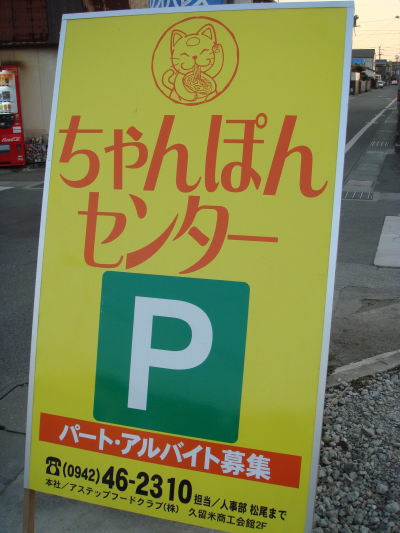 ちゃんぽん
センター
P
パート・アルバイト募集
☎(0942)46-2310 担当/人事部 松尾まで
本社/アステップフードクラブ(株) 久留米商工会館2F